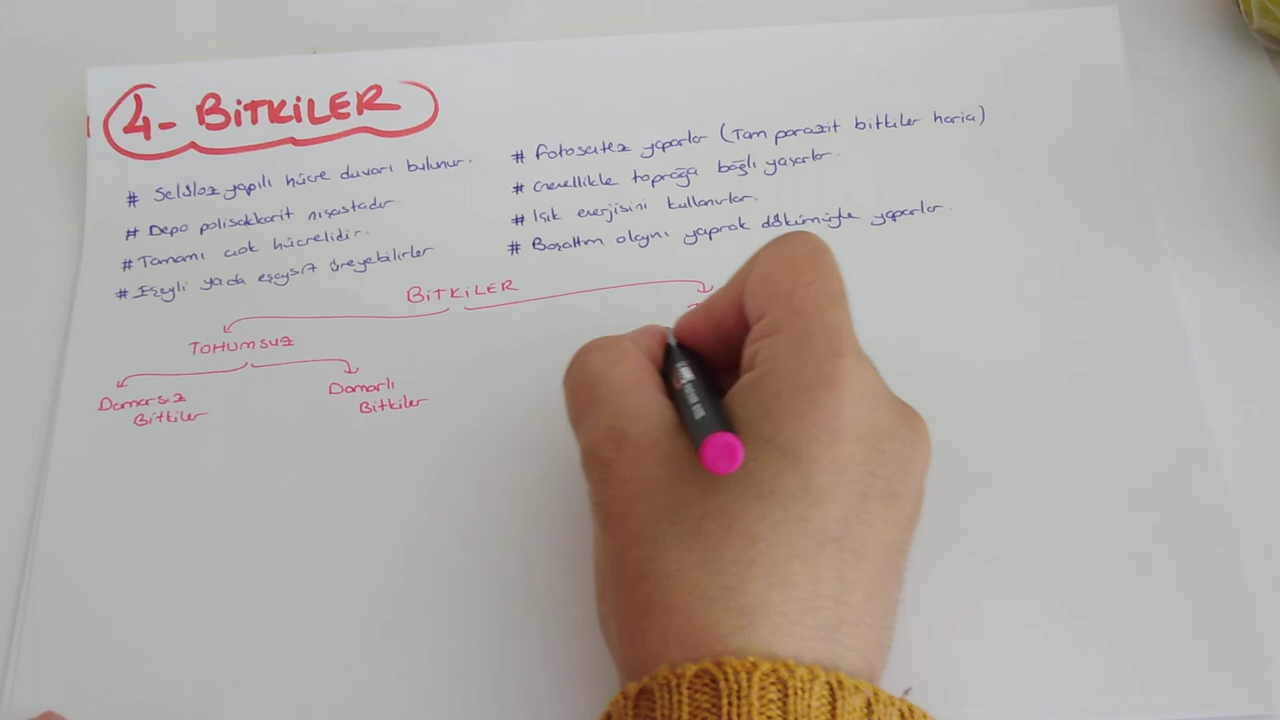 4- BİTKİLER
# Selüloz yapılı hücre duvarı bulunur.
# Depo polisakkarit nişastadır.
# Tamamı çok hücrelidir.
# Eşeyli yada eşeysiz üreyebilirler
# Fotosentez yaparlar (Tam parazit bitkiler hariç)
# Genellikle toprağa bağlı yaşarlar.
# Işık enerjisini kullanırlar.
# Boşaltım olayını yaprak dökümüyle yaparlar.
BİTKİLER
TOHUMSUZ
Damarsız
Bitkiler
Damarlı
Bitkiler